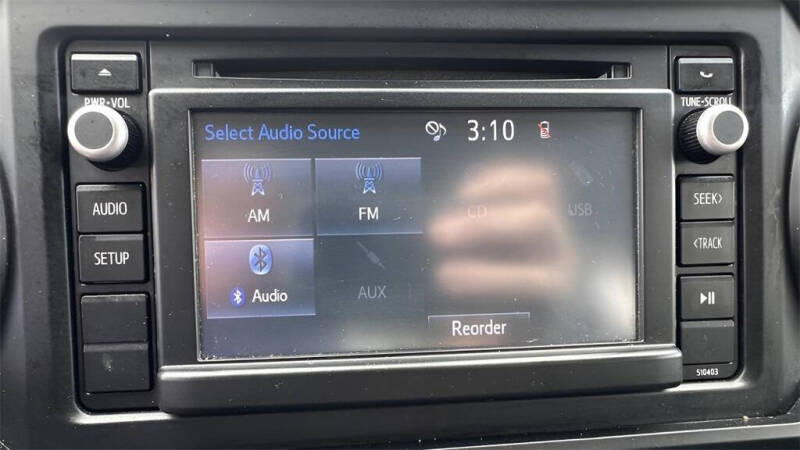 PWR•VOL
TUNE•SCROLL
Select Audio Source
3:10
AM
FM
CD
USB
Audio
AUX
Reorder
AUDIO
SETUP
SEEK>
<TRACK
510403